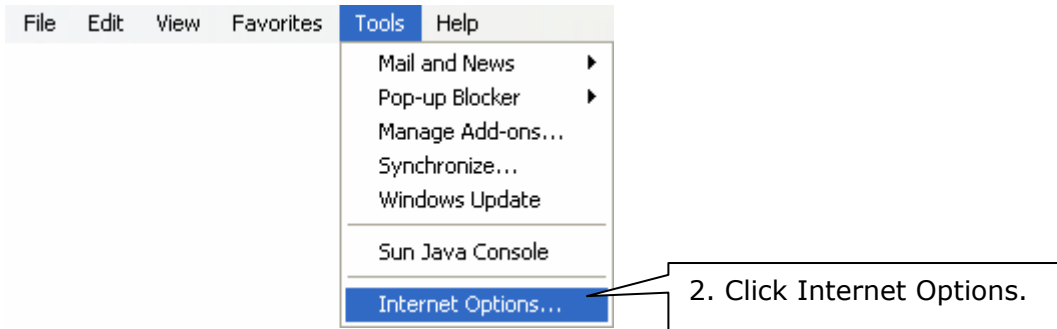 File Edit View Favorites Tools Help
Mail and News
Pop-up Blocker
Manage Add-ons...
Synchronize...
Windows Update
Sun Java Console
Internet Options...
2. Click Internet Options.